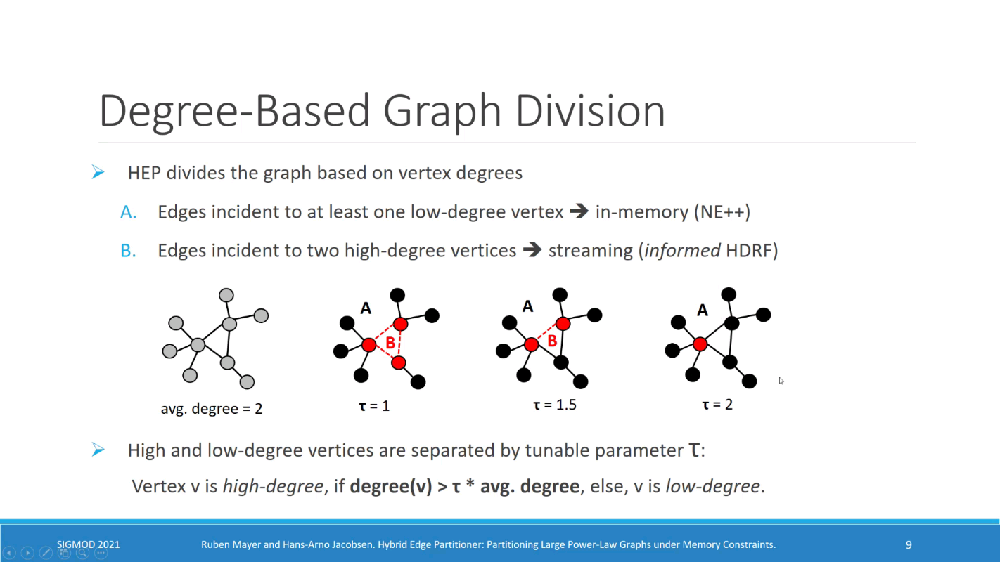 Degree-Based Graph Division
HEP divides the graph based on vertex degrees
A. Edges incident to at least one low-degree vertex ➔ in-memory (NE++)
B. Edges incident to two high-degree vertices ➔ streaming (informed HDRF)
avg. degree = 2
A
B
τ = 1
A
B
τ = 1.5
A
τ = 2
High and low-degree vertices are separated by tunable parameter τ:
Vertex v is high-degree, if degree(v) > τ * avg. degree, else, v is low-degree.
SIGMOD 2021
Ruben Mayer and Hans-Arno Jacobsen. Hybrid Edge Partitioner: Partitioning Large Power-Law Graphs under Memory Constraints.
9